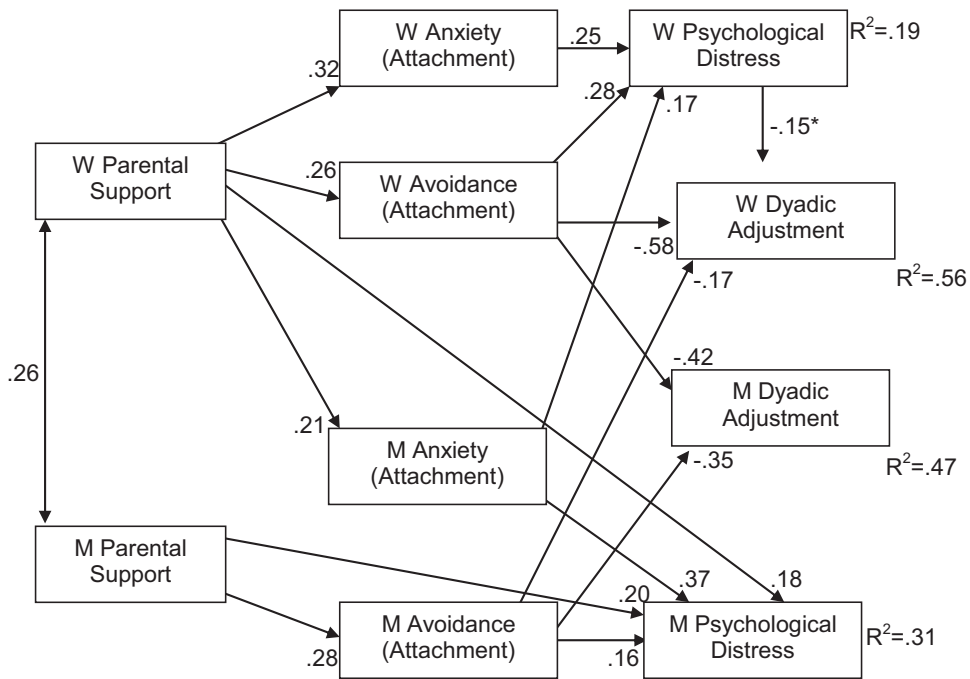 W Anxiety
(Attachment)
.25
W Psychological
Distress
R²=.19
.32
.28
.17
-.15*
W Parental
Support
.26
W Avoidance
(Attachment)
W Dyadic
Adjustment
-.58
-.17
R²=.56
.26
-.42
M Dyadic
Adjustment
.21
M Anxiety
(Attachment)
-.35
R²=.47
M Parental
Support
.37
.18
.20
M Avoidance
(Attachment)
M Psychological
Distress
R²=.31
.28
.16